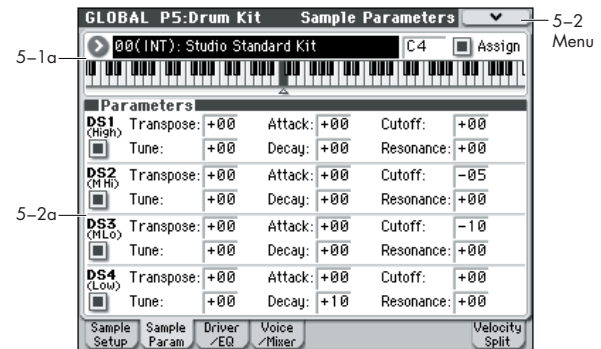 GLOBAL P5:Drum Kit Sample Parameters
5–2
Menu
00(INT): Studio Standard Kit C4 Assign
5–1a
Parameters
DS1 Transpose: +00 Attack: +00 Cutoff: +00
(High)
Tune: +00 Decay: +00 Resonance: +00
DS2 Transpose: +00 Attack: +00 Cutoff: -05
(M Hi)
Tune: +00 Decay: +00 Resonance: +00
5–2a
DS3 Transpose: +00 Attack: +00 Cutoff: -10
(MLo)
Tune: +00 Decay: +00 Resonance: +00
DS4 Transpose: +00 Attack: +00 Cutoff: +00
(Low)
Tune: +00 Decay: +10 Resonance: +00
Sample Setup Sample Param Driver /EQ Voice /Mixer Velocity Split